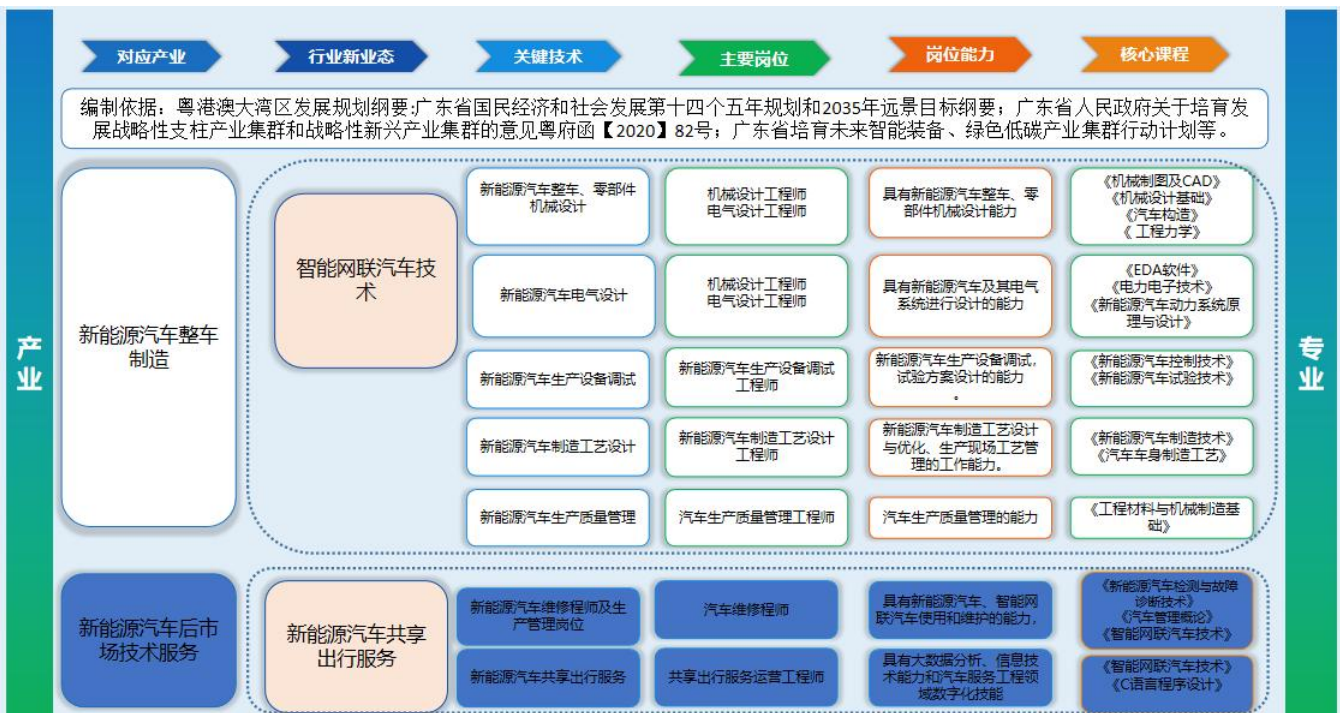 对应产业
行业新业态
关键技术
主要岗位
岗位能力
核心课程
编制依据：粤港澳大湾区发展规划纲要;广东省国民经济和社会发展第十四个五年规划和2035年远景目标纲要；广东省人民政府关于培育发
展战略性支柱产业集群和战略性新兴产业集群的意见粤府函【2020】82号；广东省培育未来智能装备、绿色低碳产业集群行动计划等。
产
业
新能源汽车整车
制造
智能网联汽车技
术
新能源汽车整车、零部件
机械设计
机械设计工程师
电气设计工程师
具有新能源汽车整车、零
部件机械设计能力
《机械制图及CAD》
《机械设计基础》
《汽车构造》
《 工程力学》
新能源汽车电气设计
机械设计工程师
电气设计工程师
具有新能源汽车及其电气
系统进行设计的能力
《EDA软件》
《电力电子技术》
《新能源汽车动力系统原
理与设计》
新能源汽车生产设备调试
新能源汽车生产设备调试
工程师
新能源汽车生产设备调试,
试验方案设计的能力
。
《新能源汽车控制技术》
《新能源汽车试验技术》
新能源汽车制造工艺设计
新能源汽车制造工艺设计
工程师
新能源汽车制造工艺设计
与优化、生产现场工艺管
理的工作能力。
《新能源汽车制造技术》
《汽车车身制造工艺》
新能源汽车生产质量管理
汽车生产质量管理工程师
汽车生产质量管理的能力
《工程材料与机械制造基
础》
新能源汽车后市
场技术服务
新能源汽车共享
出行服务
新能源汽车维修程师及生
产管理岗位
汽车维修程师
具有新能源汽车、智能网
联汽车使用和维护的能力,
《新能源汽车检测与故障
诊断技术》
《汽车管理概论》
《智能网联汽车技术》
新能源汽车共享出行服务
共享出行服务运营工程师
具有大数据分析、信息技
术能力和汽车服务工程领
域数字化技能
《智能网联汽车技术》
《C语言程序设计》
专
业